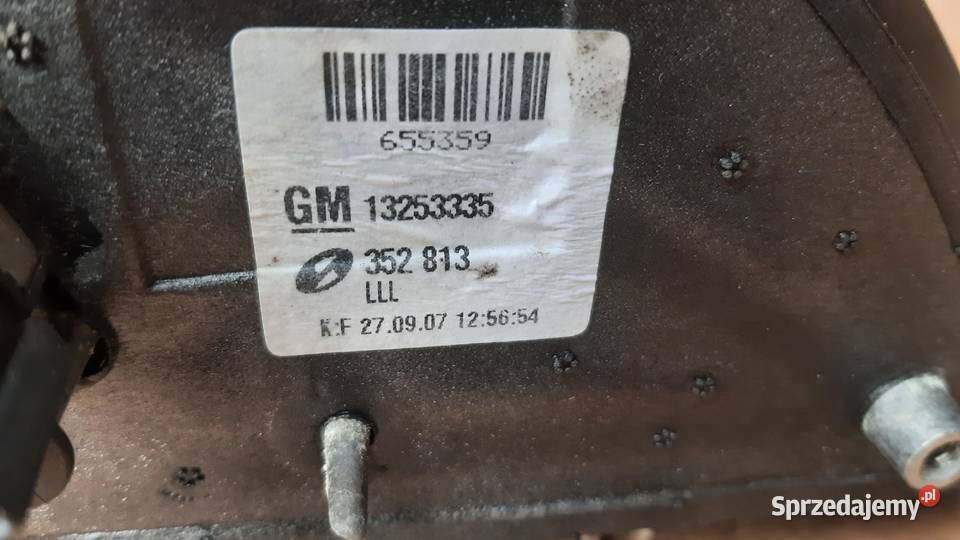 655359
GM 13253335
352 813
LLL
K:F 27.09.07 12:56:54
Sprzedajemy.pl